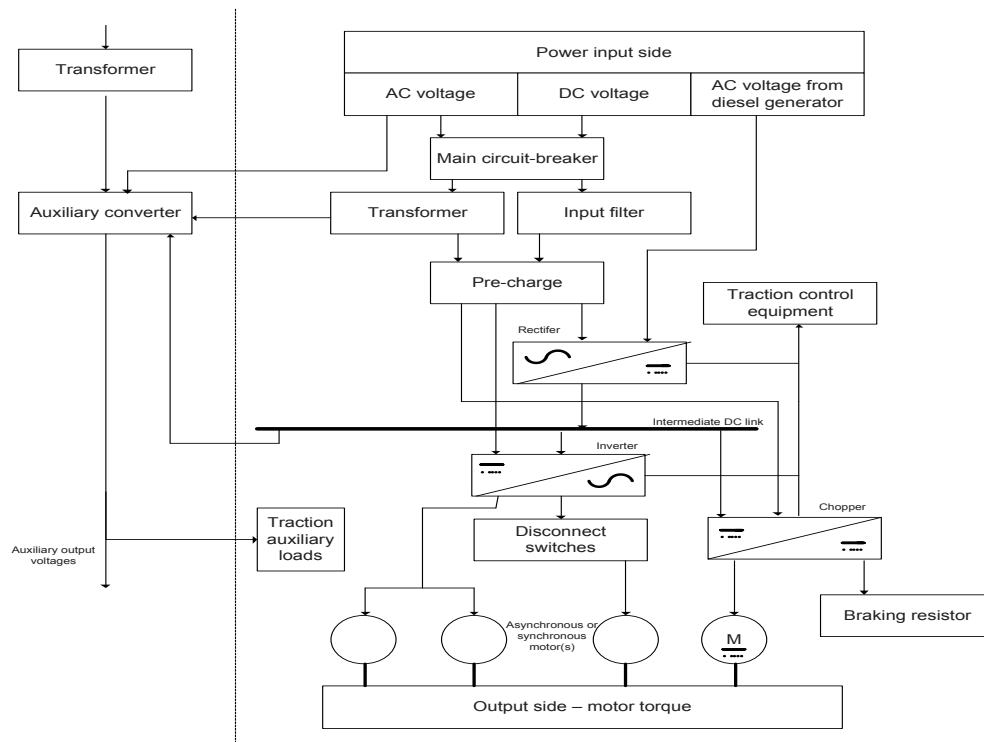 Power input side
Transformer
AC voltage
DC voltage
AC voltage from
diesel generator
Main circuit-breaker
Auxiliary converter
Transformer
Input filter
Pre-charge
Traction control
equipment
Rectifer
Intermediate DC link
Inverter
Chopper
Traction
auxiliary
loads
Disconnect
switches
Auxiliary output
voltages
Braking resistor
Asynchronous or
synchronous
motor(s)
M
Output side – motor torque